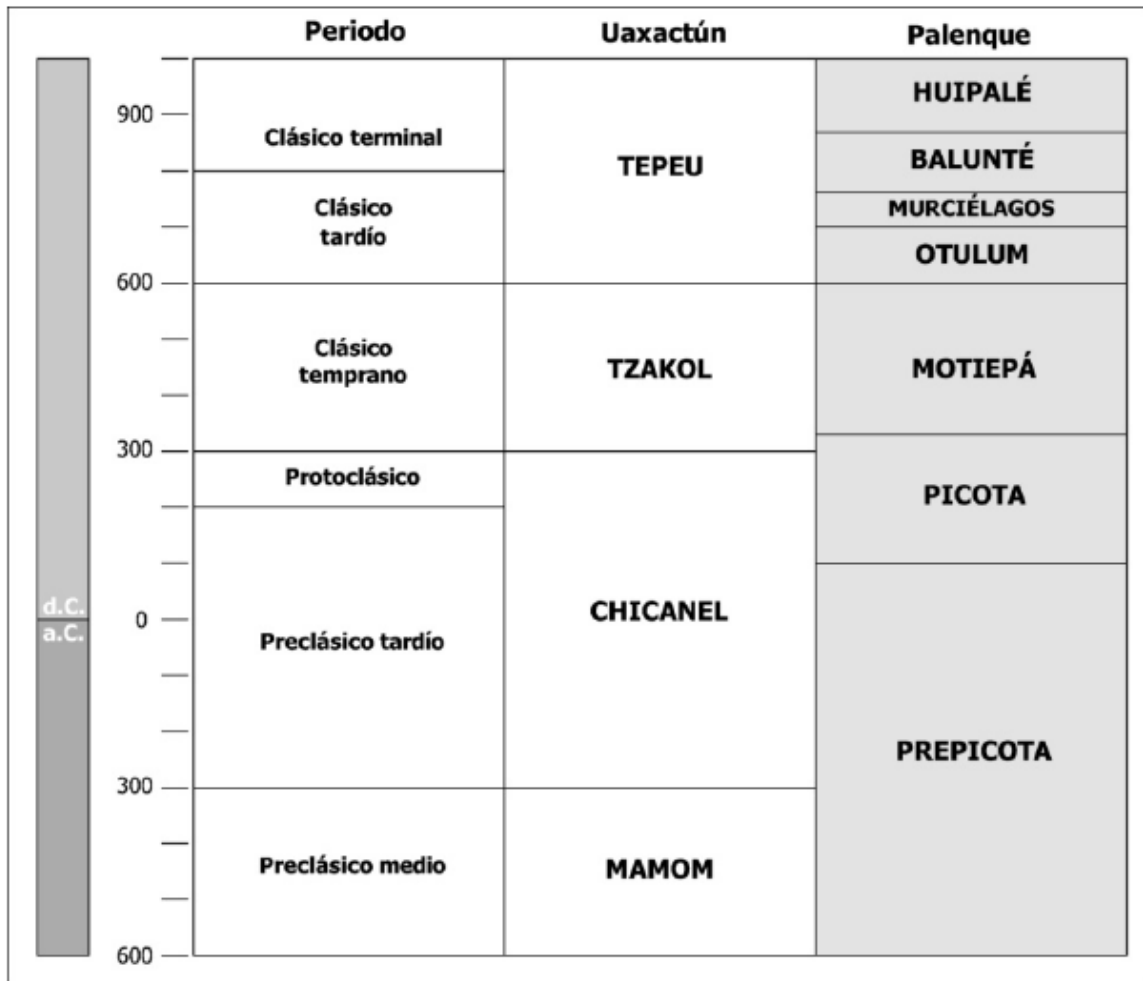 Periodo Uaxactún Palenque
HUIPALÉ
900
Clásico terminal
BALUNTÉ
TEPEU
Clásico
tardío
MURCIÉLAGOS
OTULUM
600
Clásico
temprano
TZAKOL
MOTIEPÁ
300
Protoclásico
PICOTA
d.C.
0
a.C.
CHICANEL
Preclásico tardío
PREPICOTA
300
Preclásico medio
MAMOM
600